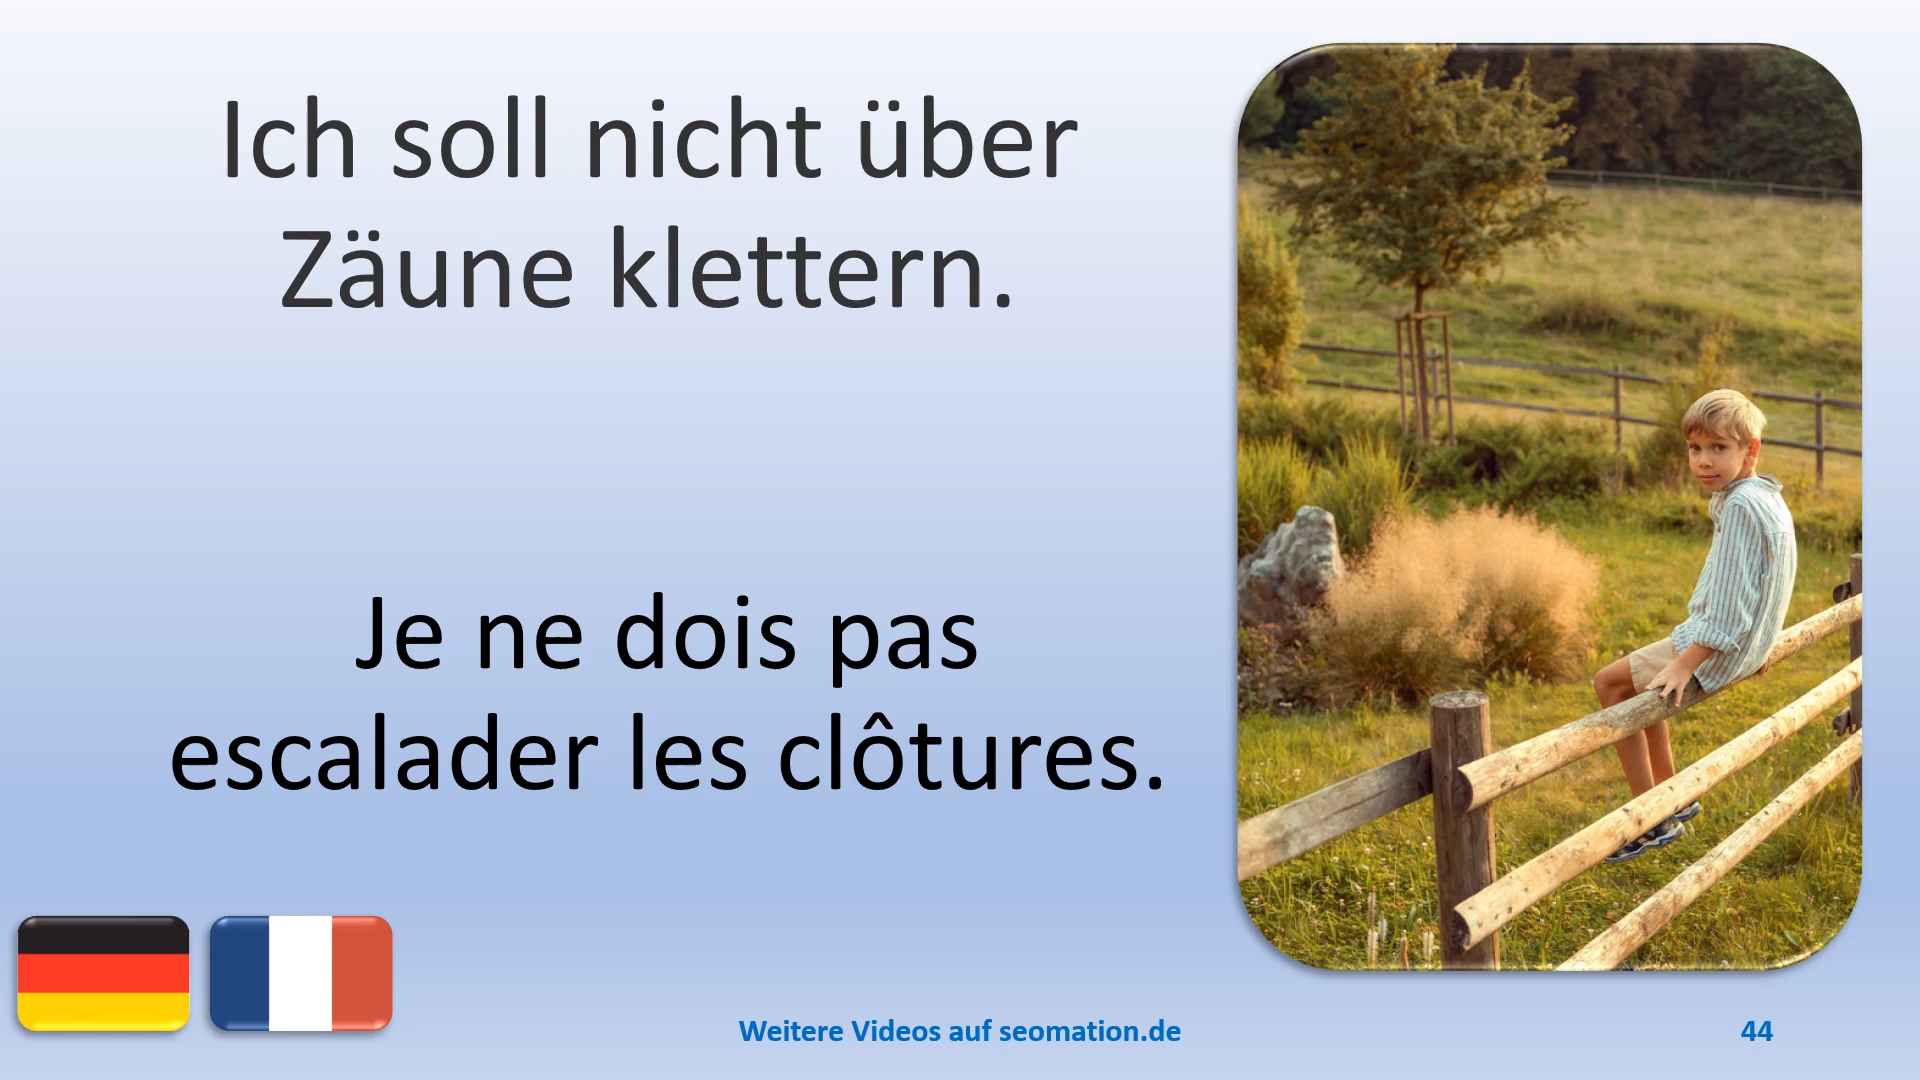 Ich soll nicht über
Zäune klettern.
Je ne dois pas
escalader les clôtures.
Weitere Videos auf seomation.de
44